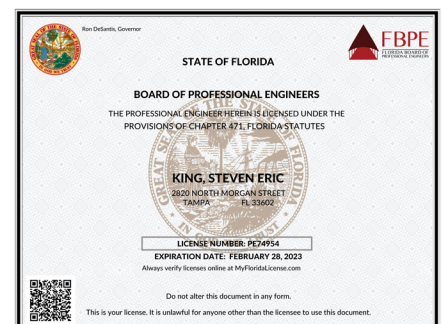 Ron DeSantis, Governor
FBPE
FLORIDA BOARD OF
PROFESSIONAL ENGINEERS
STATE OF FLORIDA
BOARD OF PROFESSIONAL ENGINEERS
THE PROFESSIONAL ENGINEER HEREIN IS LICENSED UNDER THE
PROVISIONS OF CHAPTER 471, FLORIDA STATUTES
KING, STEVEN ERIC
2820 NORTH MORGAN STREET
TAMPA FL 33602
LICENSE NUMBER: PE74954
EXPIRATION DATE: FEBRUARY 28, 2023
Always verify licenses online at MyFloridaLicense.com
Do not alter this document in any form.
This is your license. It is unlawful for anyone other than the licensee to use this document.